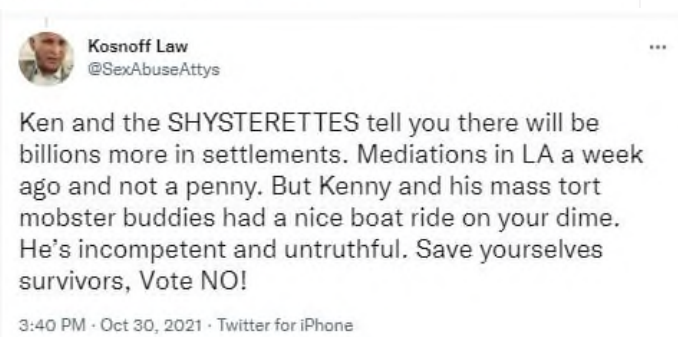 Kosnoff Law
@SexAbuseAttys
Ken and the SHYSTERETTES tell you there will be
billions more in settlements. Mediations in LA a week
ago and not a penny. But Kenny and his mass tort
mobster buddies had a nice boat ride on your dime.
He's incompetent and untruthful. Save yourselves
survivors, Vote NO!
3:40 PM · Oct 30, 2021 · Twitter for iPhone